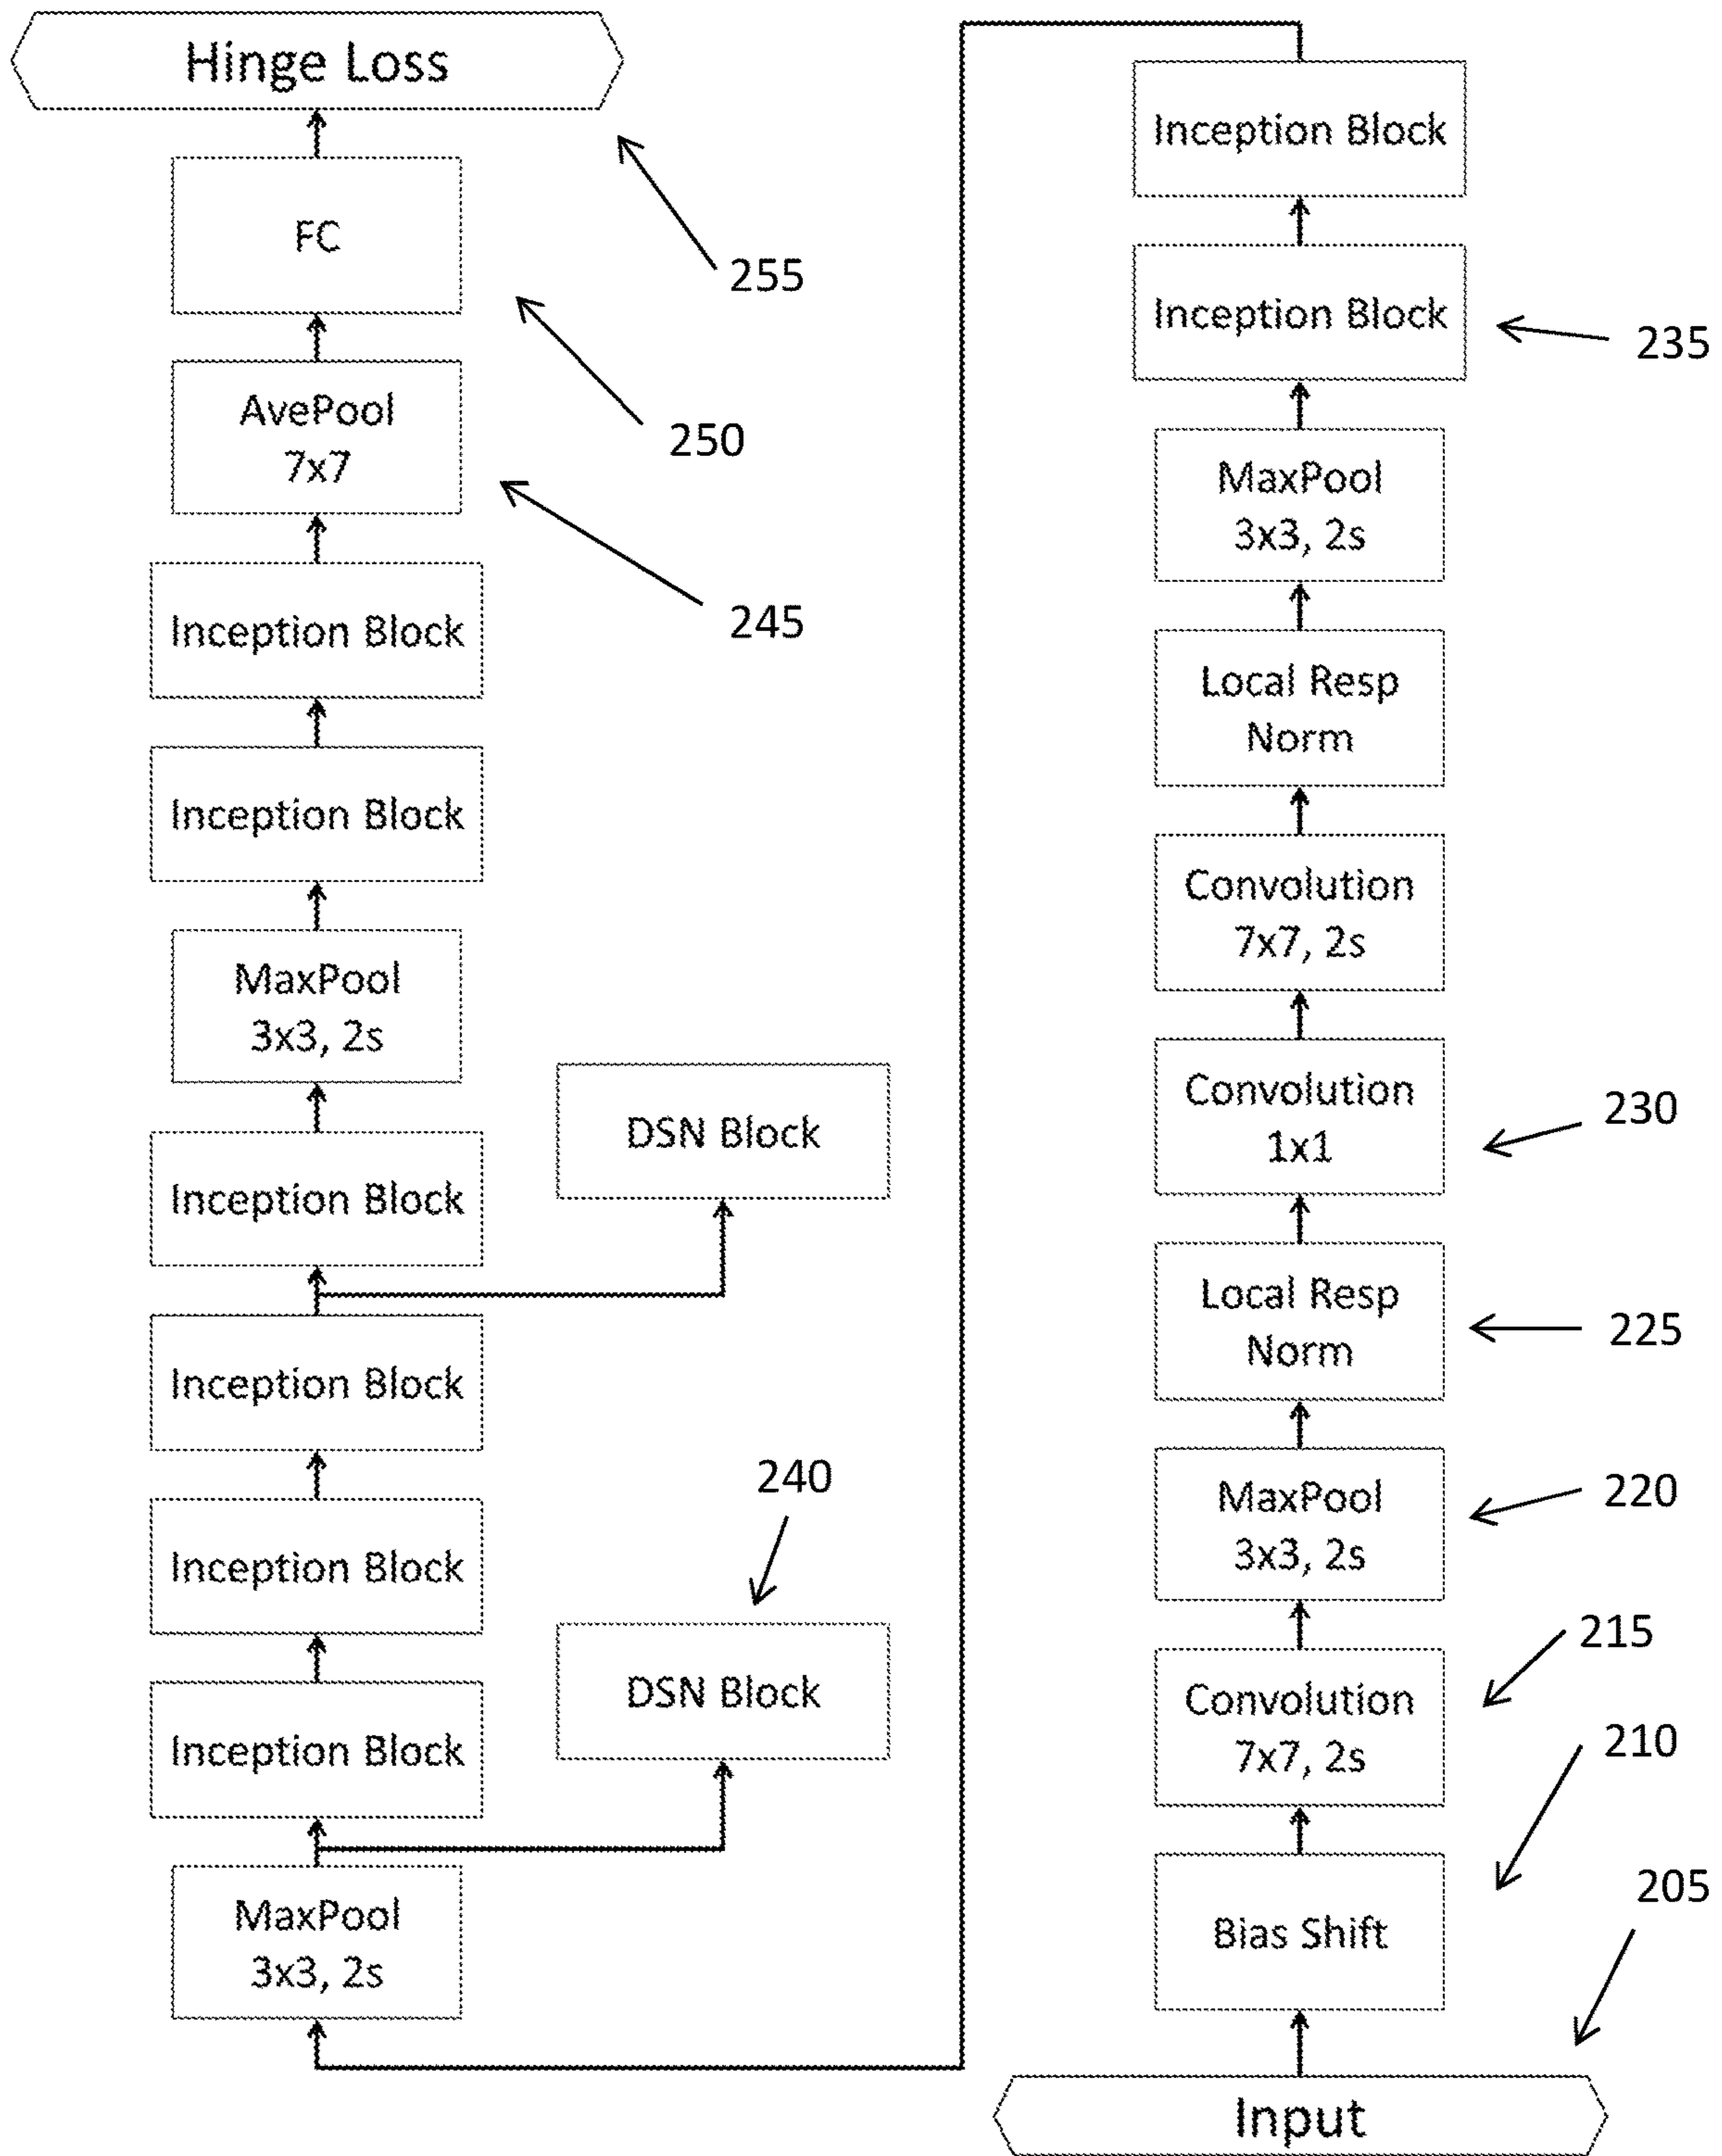 Hinge Loss
FC
255
AvePool
7x7
250
Inception Block
245
Inception Block
MaxPool
3x3, 2s
DSN Block
Inception Block
Inception Block
240
Inception Block
DSN Block
Inception Block
MaxPool
3x3, 2s
Inception Block
Inception Block
235
MaxPool
3x3, 2s
Local Resp
Norm
Convolution
7x7, 2s
Convolution
1x1
230
Local Resp
Norm
225
MaxPool
3x3, 2s
220
215
Convolution
7x7, 2s
210
Bias Shift
205
Input